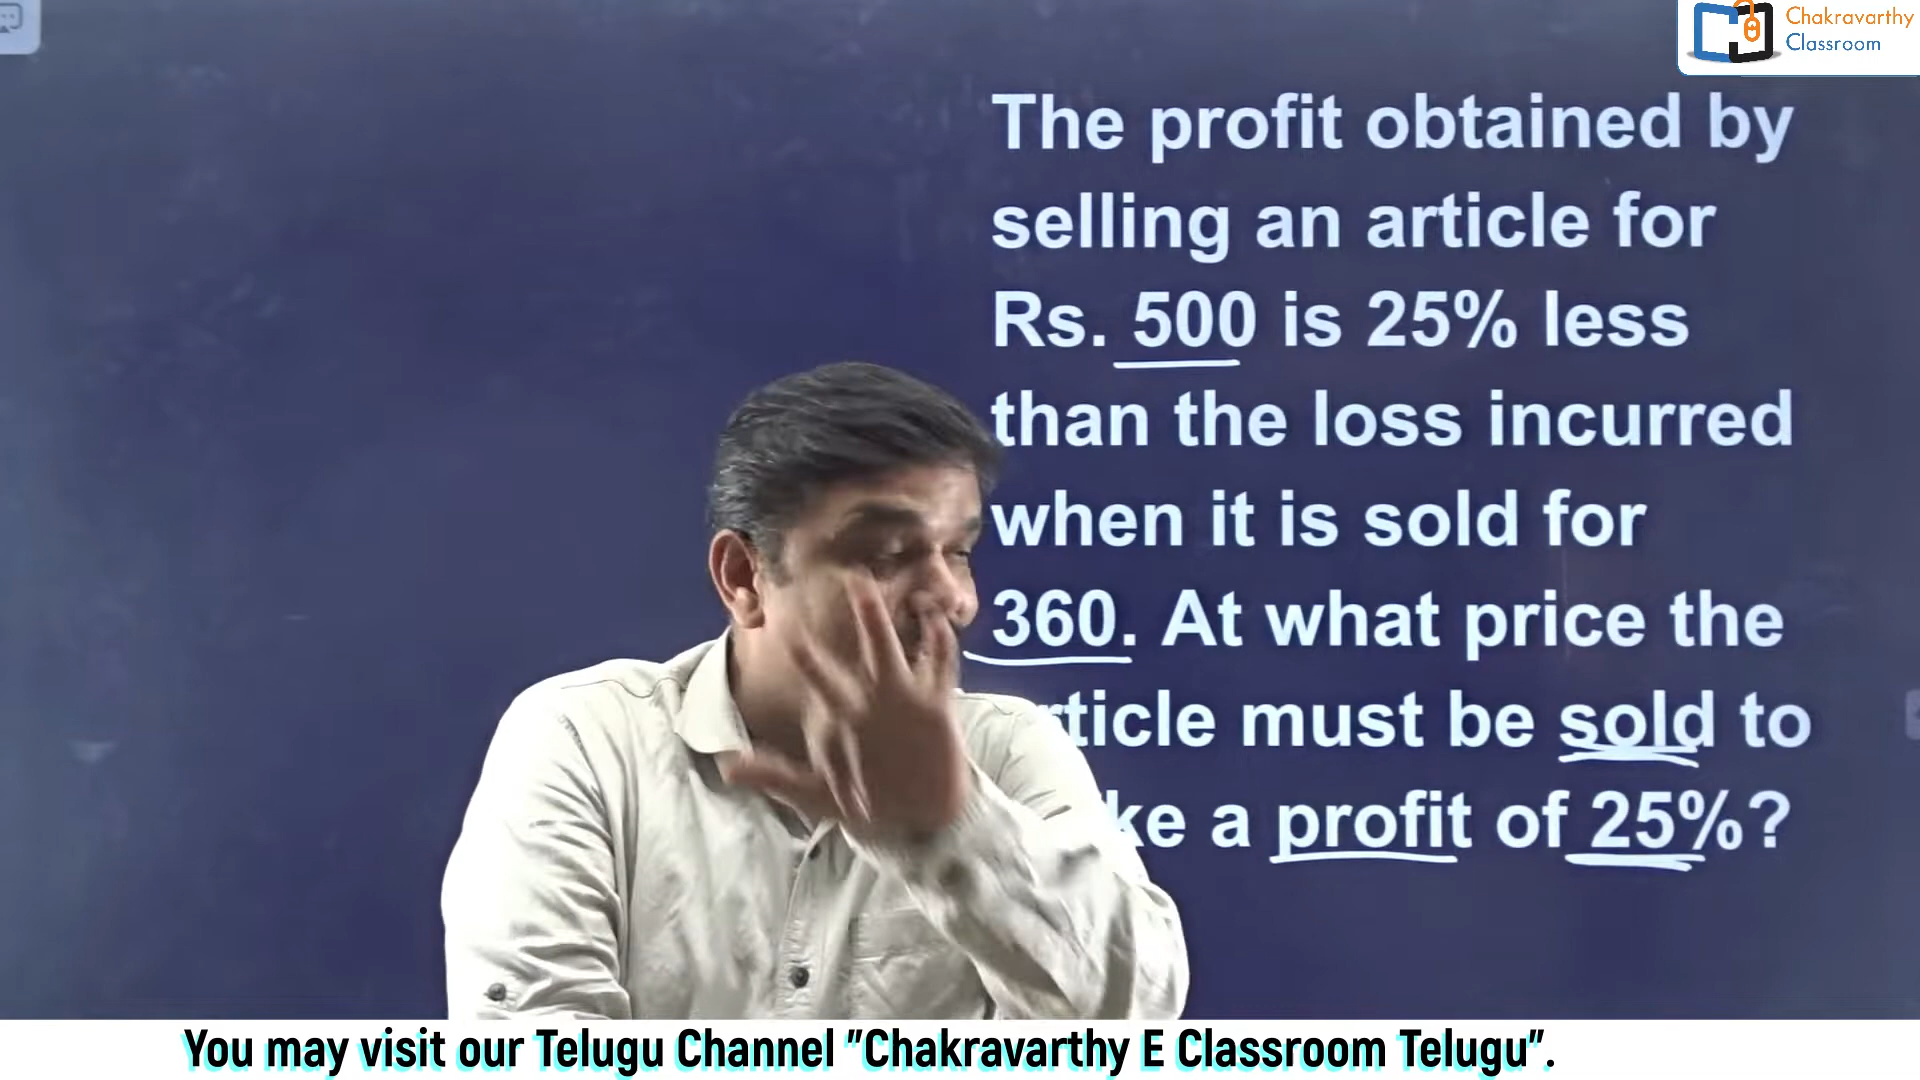 Chakravarthy
Classroom
The profit obtained by
selling an article for
Rs. 500 is 25% less
than the loss incurred
when it is sold for
360. At what price the
must be sold to
a profit of 25%?
You may visit our Telugu Channel "Chakravarthy E Classroom Telugu".